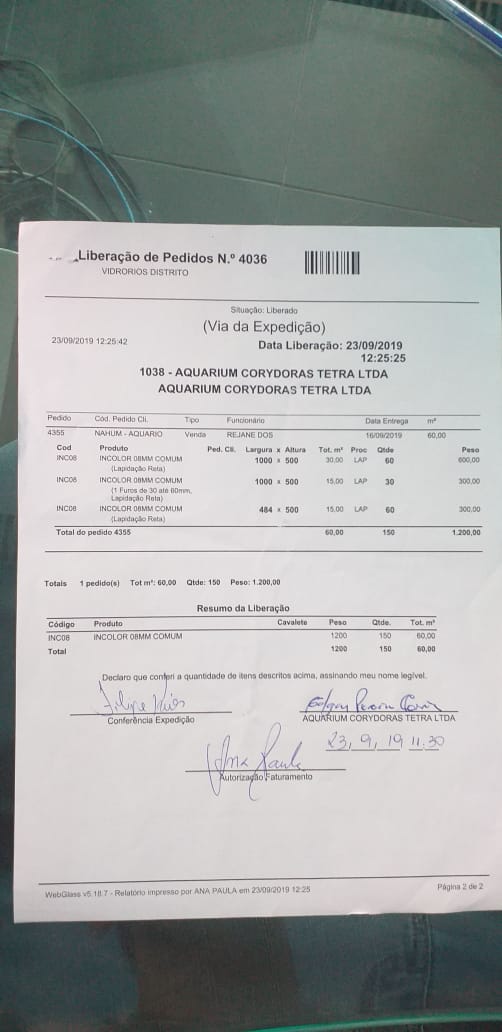 Liberação de Pedidos N.º 4036
VIDRORIOS DISTRITO
Situação: Liberado
(Via da Expedição)
23/09/2019 12:25:42
Data Liberação: 23/09/2019
12:25:25
1038 - AQUARIUM CORYDORAS TETRA LTDA
AQUARIUM CORYDORAS TETRA LTDA
Pedido Cód. Pedido Cli. Tipo Funcionário Data Entrega m²
4355 NAHUM - AQUARIO Venda REJANE DOS 16/09/2019 60,00
Cod Produto Ped. Cli. Largura x Altura Tot. m² Proc Qtde Peso
INC08 INCOLOR 08MM COMUM 1000 x 500 30,00 LAP 60 600,00
(Lapidação Reta)
INC08 INCOLOR 08MM COMUM 1000 x 500 15,00 LAP 30 300,00
(1 Furos de 30 até 60mm,
Lapidação Reta)
INC08 INCOLOR 08MM COMUM 484 x 500 15,00 LAP 60 300,00
(Lapidação Reta)
Total do pedido 4355 60,00 150 1.200,00
Totais 1 pedido(s) Tot m²: 60,00 Qtde: 150 Peso: 1.200,00
Resumo da Liberação
Código Produto Cavalete Peso Qtde. Tot. m²
INC08 INCOLOR 08MM COMUM 1200 150 60,00
Total 1200 150 60,00
Declaro que conferi a quantidade de itens descritos acima, assinando meu nome legível.
Filipe
Conferência Expedição
Edgar
AQUARIUM CORYDORAS TETRA LTDA
23, 9, 19 11:30
Ana Paula
Autorização Faturamento
WebGlass v5.18.7 - Relatório impresso por ANA PAULA em 23/09/2019 12:25
Página 2 de 2